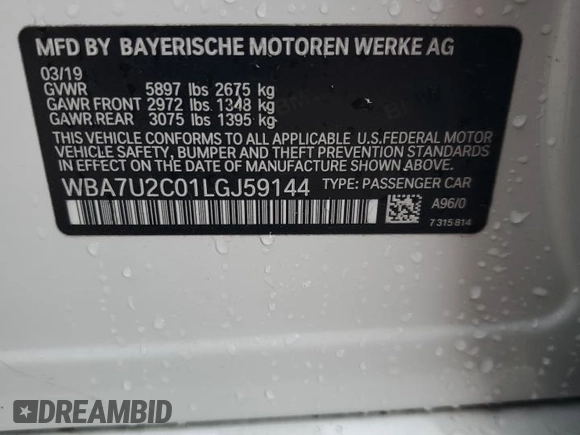 MFD BY BAYERISCHE MOTOREN WERKE AG
03/19
GVWR 5897 lbs 2675 kg
GAWR FRONT 2972 lbs 1348 kg
GAWR REAR 3075 lbs 1395 kg
THIS VEHICLE CONFORMS TO ALL APPLICABLE U.S. FEDERAL MOTOR
VEHICLE SAFETY, BUMPER AND THEFT PREVENTION STANDARDS
IN EFFECT ON THE DATE OF MANUFACTURE SHOWN ABOVE.
WBA7U2C01LGJ59144 TYPE: PASSENGER CAR
A96/0
7 315 814
DREAMBID